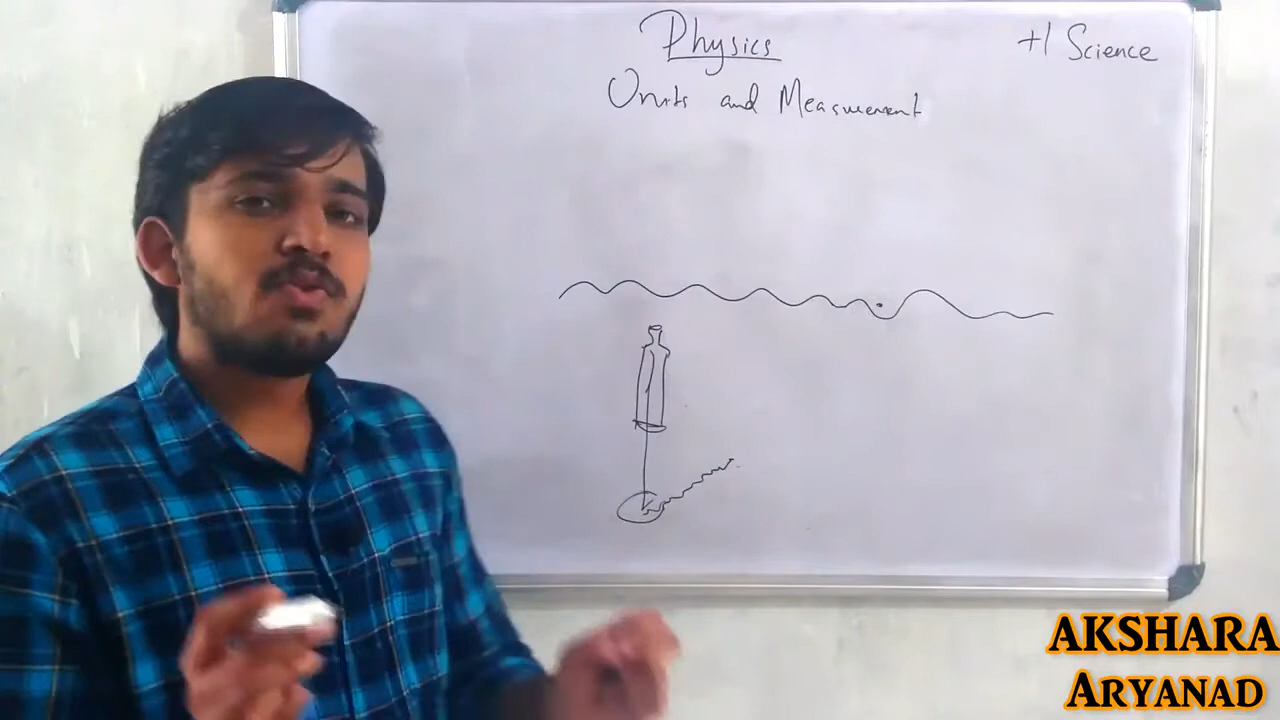 Physics
+1 Science
Units and Measurement
AKSHARA
ARYANAD